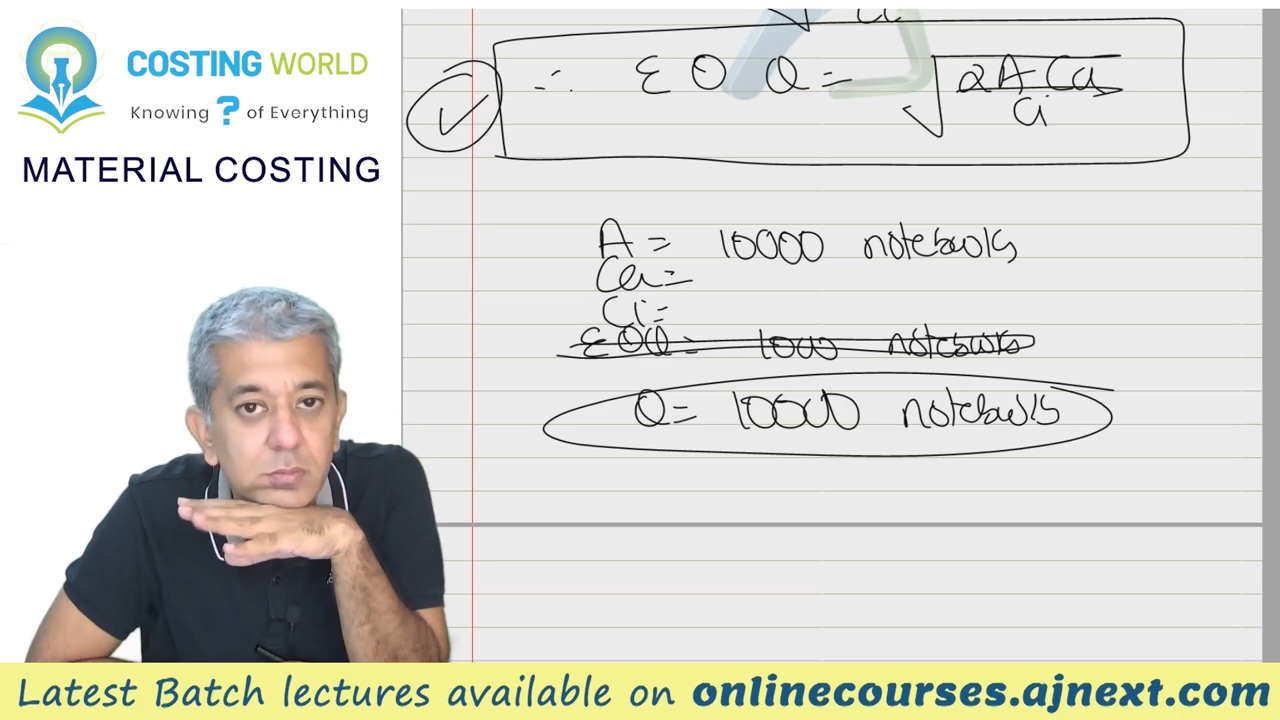 COSTING WORLD
Knowing ? of Everything
MATERIAL COSTING
∴ EOQ = √2ACa/Ci
A = 10000 notebooks
Ca =
Ci =
EOQ = 1000 notebooks
Q = 10000 notebooks
Latest Batch lectures available on onlinecourses.ajnext.com